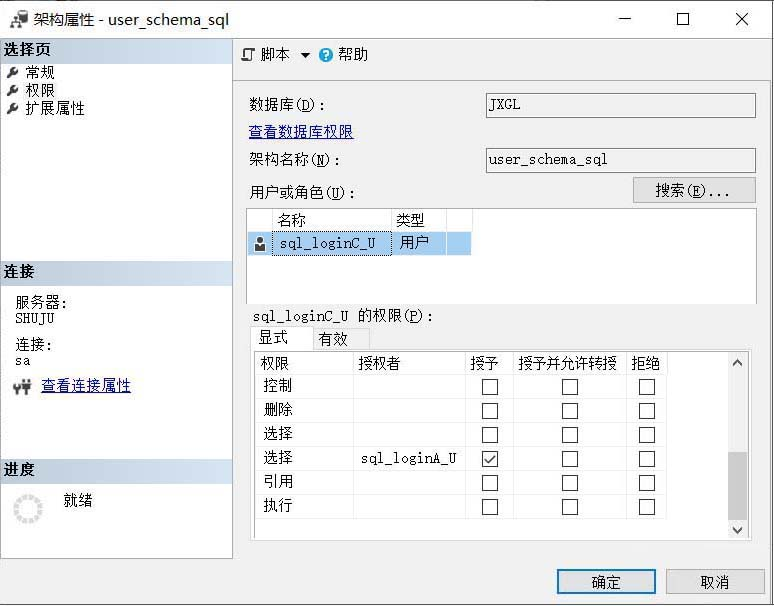 架构属性 - user_schema_sql
选择页
常规
权限
扩展属性
连接
服务器:
SHUJU
连接:
sa
查看连接属性
进度
就绪
脚本 帮助
数据库(D): JXGL
查看数据库权限
架构名称(N): user_schema_sql
用户或角色(U): 搜索(E)...
名称 类型
sql_loginC_U 用户
sql_loginC_U 的权限(P):
显式 有效
权限 授权者 授予 授予并允许转授 拒绝
控制
删除
选择
选择 sql_loginA_U
引用
执行
确定 取消